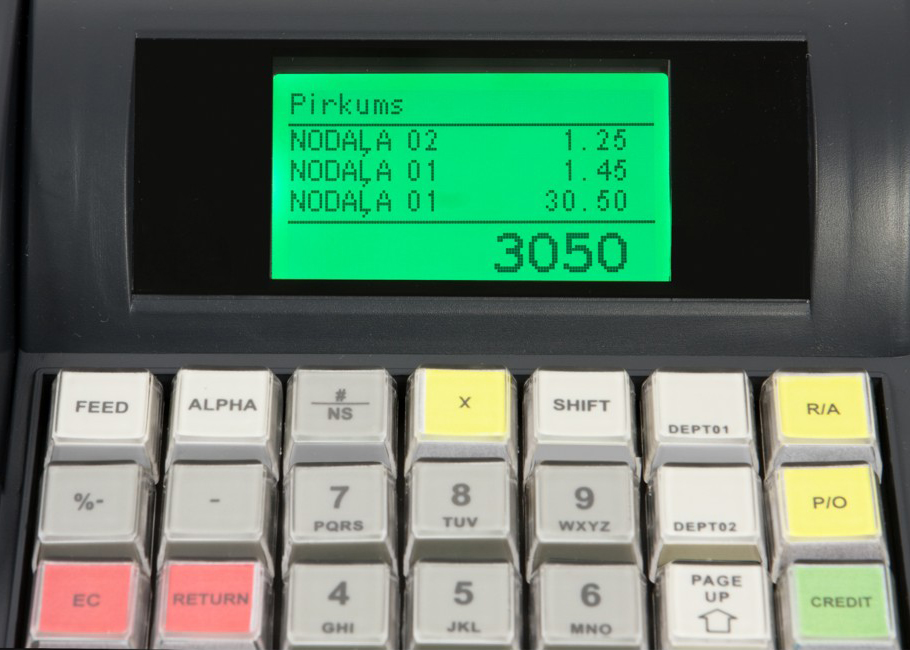 Pirkums
NODAĻA 02 1.25
NODAĻA 01 1.45
NODAĻA 01 30.50
3050
FEED ALPHA #/NS X SHIFT DEPT01 R/A
%- - 7 PQRS 8 TUV 9 WXYZ DEPT02 P/O
EC RETURN 4 GHI 5 JKL 6 MNO PAGE UP CREDIT